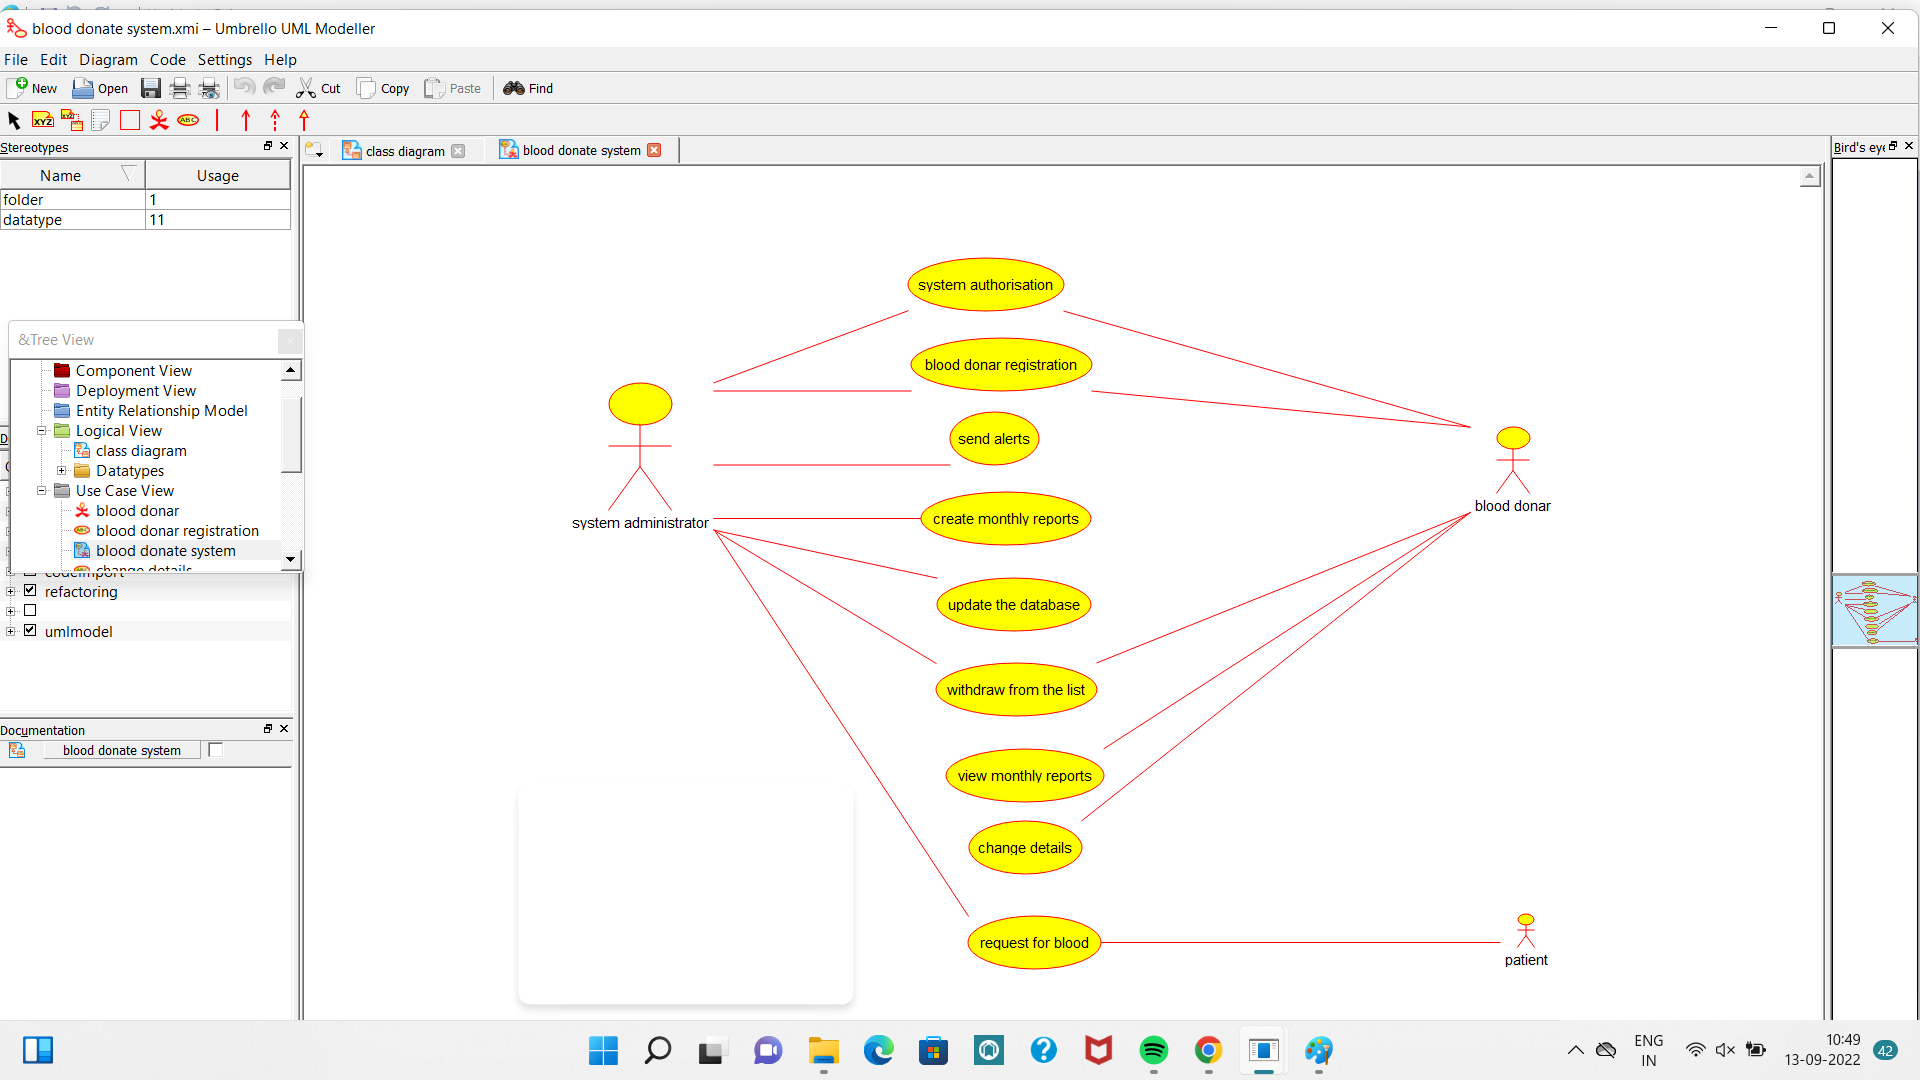 blood donate system.xmi – Umbrello UML Modeller
File Edit Diagram Code Settings Help
New Open Cut Copy Paste Find
XYZ ABC
Stereotypes
Name Usage
folder 1
datatype 11
class diagram
blood donate system
Bird's eye
&Tree View
Component View
Deployment View
Entity Relationship Model
Logical View
class diagram
Datatypes
Use Case View
blood donar
blood donar registration
blood donate system
change details
codeimport
refactoring
umlmodel
Documentation
blood donate system
system authorisation
blood donar registration
send alerts
create monthly reports
update the database
withdraw from the list
view monthly reports
change details
request for blood
system administrator
blood donar
patient
ENG
IN
10:49
13-09-2022
42